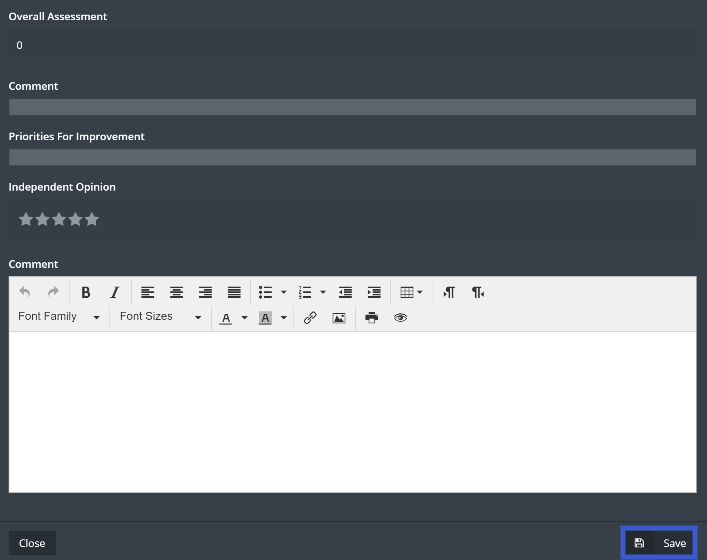 Overall Assessment
0
Comment
Priorities For Improvement
Independent Opinion
Comment
B I
Font Family Font Sizes A A
Close Save